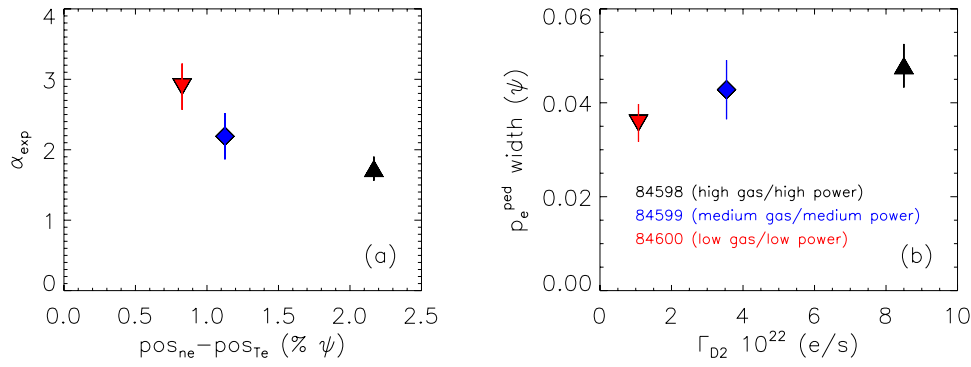 4
3
2
1
0
α_exp
(a)
0.0 0.5 1.0 1.5 2.0 2.5
pos_ne−pos_Te (% ψ)
0.06
0.04
0.02
0.00
p_e^ped width (ψ)
84598 (high gas/high power)
84599 (medium gas/medium power)
84600 (low gas/low power)
(b)
0 2 4 6 8 10
Γ_D2 10^22 (e/s)